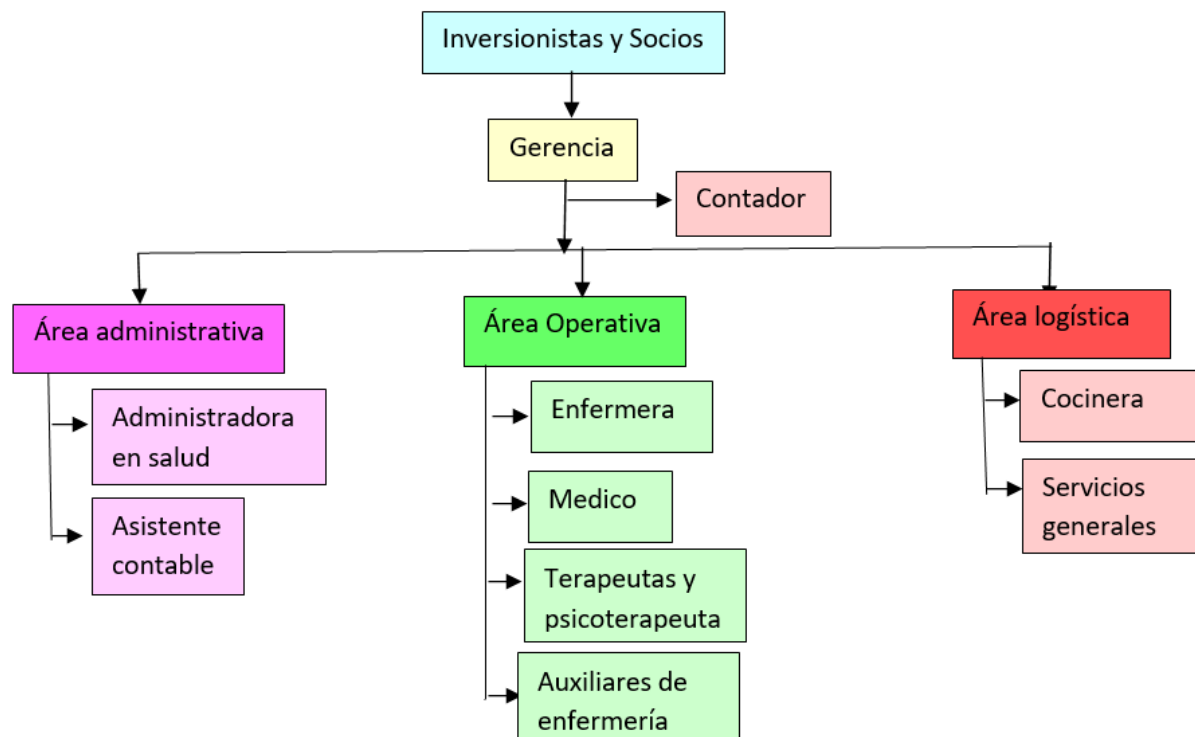 Inversionistas y Socios
Gerencia
Contador
Área administrativa
Administradora
en salud
Asistente
contable
Área Operativa
Enfermera
Medico
Terapeutas y
psicoterapeuta
Auxiliares de
enfermería
Área logística
Cocinera
Servicios
generales